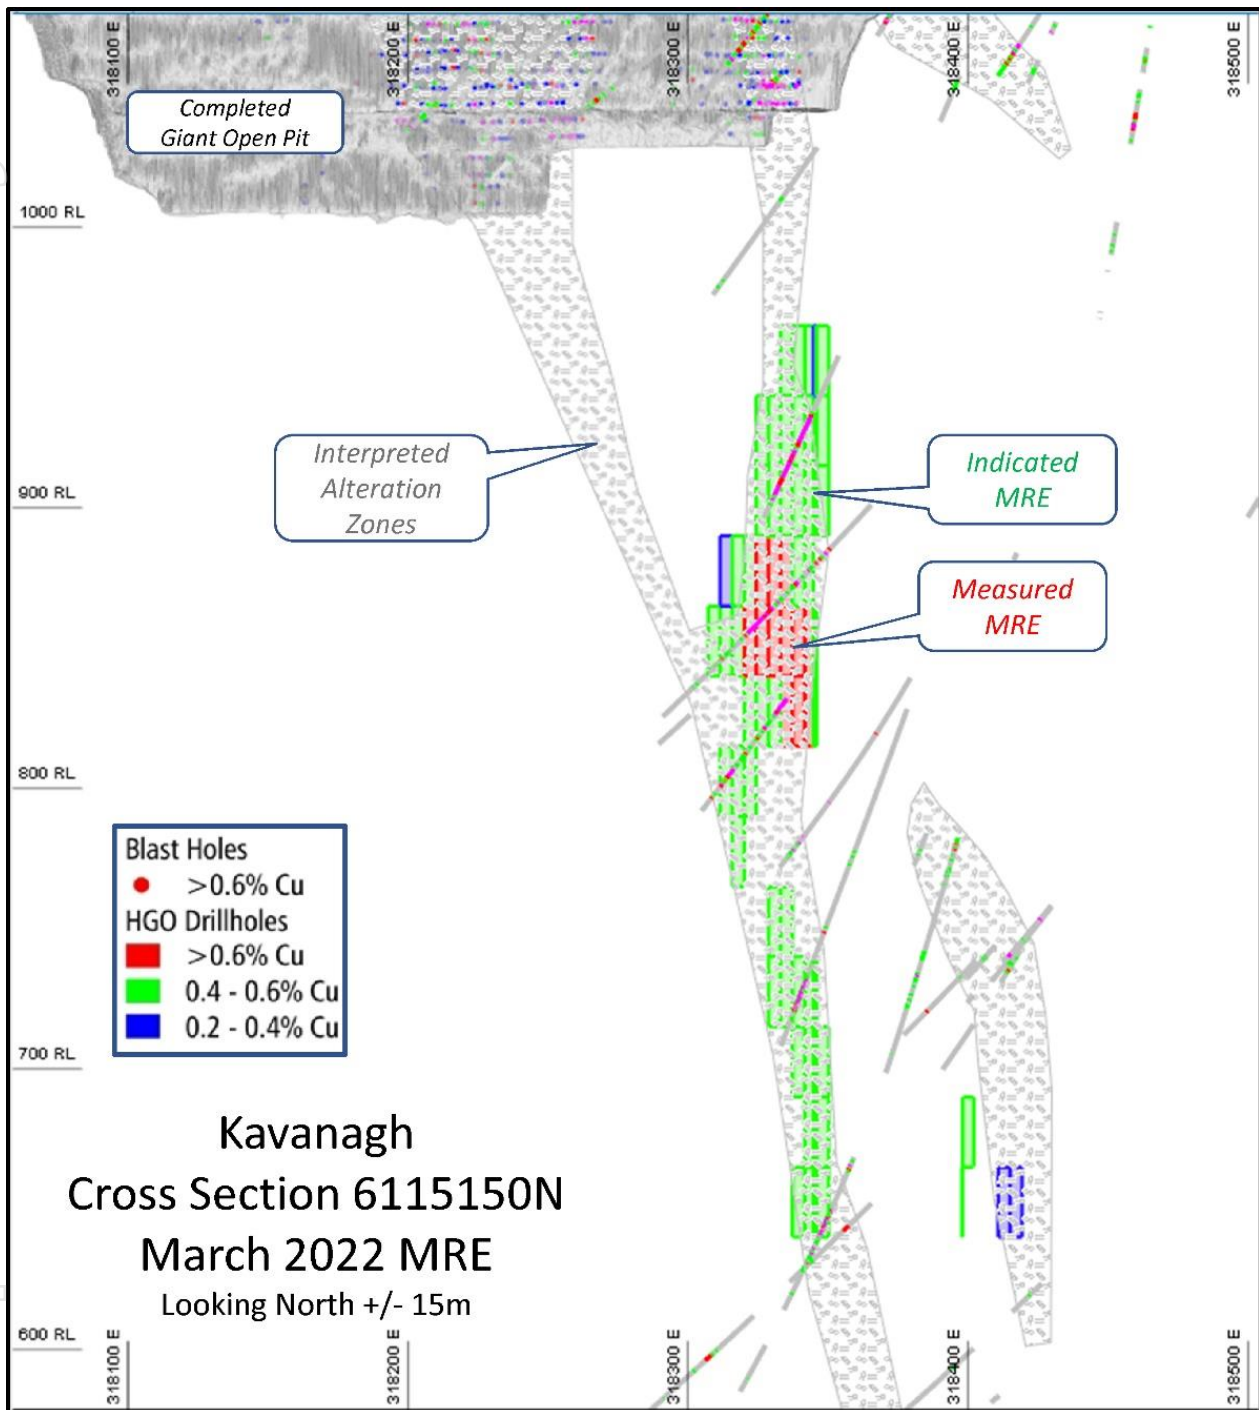 318100 E
318200 E
318300 E
318400 E
318500 E
Completed
Giant Open Pit
1000 RL
Interpreted
Alteration
Zones
Indicated
MRE
900 RL
Measured
MRE
800 RL
Blast Holes
>0.6% Cu
HGO Drillholes
>0.6% Cu
0.4 - 0.6% Cu
0.2 - 0.4% Cu
700 RL
Kavanagh
Cross Section 6115150N
March 2022 MRE
Looking North +/- 15m
600 RL
318100 E
318200 E
318300 E
318400 E
318500 E